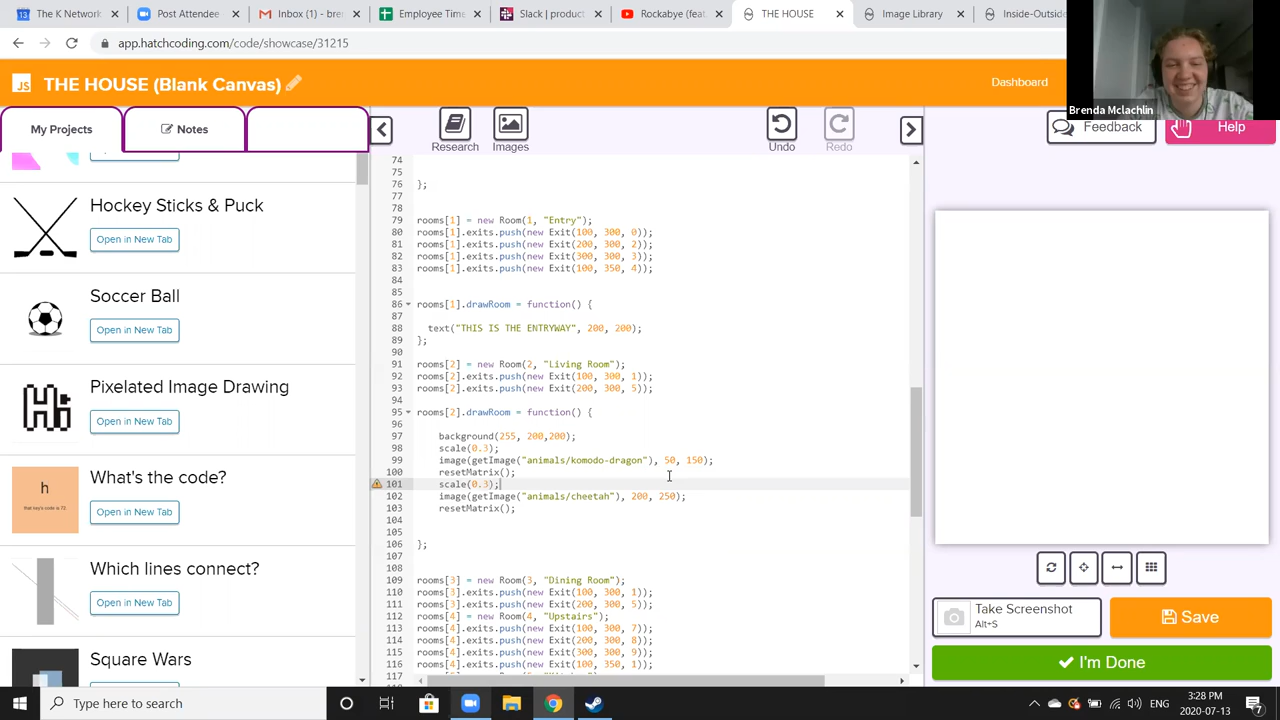 The K Network
Post Attendee
Inbox (1) - bre
Employee Time
Slack | product
Rockabye (feat
THE HOUSE
Image Library
Inside-Outside
app.hatchcoding.com/code/showcase/31215
Brenda Mclachlin
JS
THE HOUSE (Blank Canvas)
Dashboard
My Projects
Notes
Research
Images
Undo
Redo
Feedback
Help
Open in New Tab
Hockey Sticks & Puck
Open in New Tab
Soccer Ball
Open in New Tab
Pixelated Image Drawing
Open in New Tab
What's the code?
h
that key's code is 72
Open in New Tab
Which lines connect?
Open in New Tab
Square Wars
74
75
76 };
77
78
79 rooms[1] = new Room(1, "Entry");
80 rooms[1].exits.push(new Exit(100, 300, 0));
81 rooms[1].exits.push(new Exit(200, 300, 2));
82 rooms[1].exits.push(new Exit(300, 300, 3));
83 rooms[1].exits.push(new Exit(100, 350, 4));
84
85
86 rooms[1].drawRoom = function() {
87
88 text("THIS IS THE ENTRYWAY", 200, 200);
89 };
90
91 rooms[2] = new Room(2, "Living Room");
92 rooms[2].exits.push(new Exit(100, 300, 1));
93 rooms[2].exits.push(new Exit(200, 300, 5));
94
95 rooms[2].drawRoom = function() {
96
97 background(255, 200,200);
98 scale(0.3);
99 image(getImage("animals/komodo-dragon"), 50, 150);
100 resetMatrix();
101 scale(0.3);
102 image(getImage("animals/cheetah"), 200, 250);
103 resetMatrix();
104
105
106 };
107
108
109 rooms[3] = new Room(3, "Dining Room");
110 rooms[3].exits.push(new Exit(100, 300, 1));
111 rooms[3].exits.push(new Exit(200, 300, 5));
112 rooms[4] = new Room(4, "Upstairs");
113 rooms[4].exits.push(new Exit(100, 300, 7));
114 rooms[4].exits.push(new Exit(200, 300, 8));
115 rooms[4].exits.push(new Exit(300, 300, 9));
116 rooms[4].exits.push(new Exit(100, 350, 1));
117
Take Screenshot
Alt+S
Save
I'm Done
Type here to search
ENG
3:28 PM
2020-07-13
7